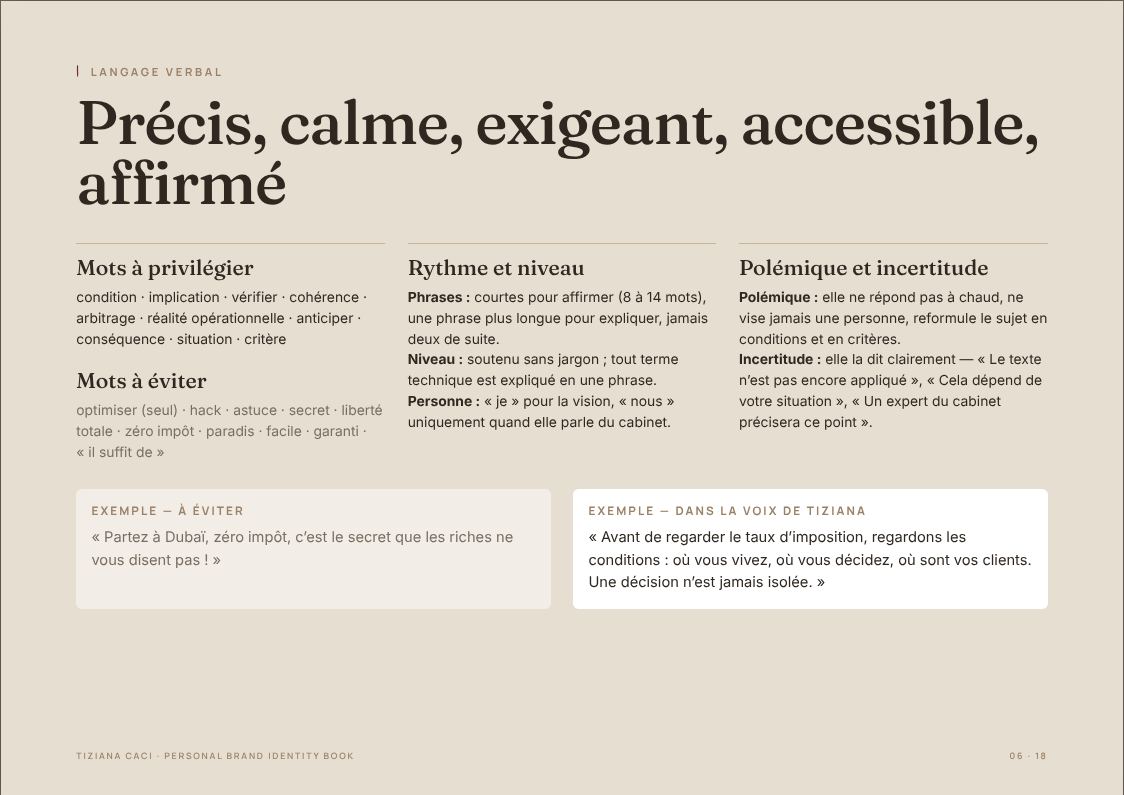 LANGAGE VERBAL
Précis, calme, exigeant, accessible,
affirmé
Mots à privilégier
condition · implication · vérifier · cohérence ·
arbitrage · réalité opérationnelle · anticiper ·
conséquence · situation · critère
Mots à éviter
optimiser (seul) · hack · astuce · secret · liberté
totale · zéro impôt · paradis · facile · garanti ·
« il suffit de »
Rythme et niveau
Phrases : courtes pour affirmer (8 à 14 mots),
une phrase plus longue pour expliquer, jamais
deux de suite.
Niveau : soutenu sans jargon ; tout terme
technique est expliqué en une phrase.
Personne : « je » pour la vision, « nous »
uniquement quand elle parle du cabinet.
Polémique et incertitude
Polémique : elle ne répond pas à chaud, ne
vise jamais une personne, reformule le sujet en
conditions et en critères.
Incertitude : elle la dit clairement — « Le texte
n’est pas encore appliqué », « Cela dépend de
votre situation », « Un expert du cabinet
précisera ce point ».
EXEMPLE — À ÉVITER
« Partez à Dubaï, zéro impôt, c’est le secret que les riches ne
vous disent pas ! »
EXEMPLE — DANS LA VOIX DE TIZIANA
« Avant de regarder le taux d’imposition, regardons les
conditions : où vous vivez, où vous décidez, où sont vos clients.
Une décision n’est jamais isolée. »
TIZIANA CACI · PERSONAL BRAND IDENTITY BOOK
06 · 18